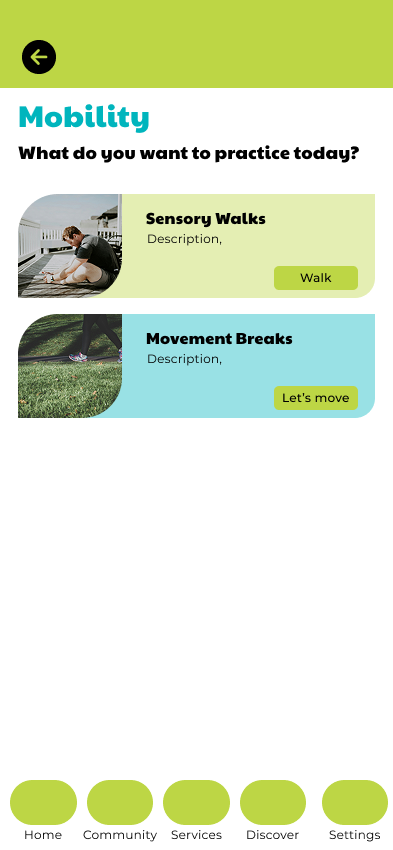 Mobility
What do you want to practice today?
Sensory Walks
Description,
Walk
Movement Breaks
Description,
Let's move
Home Community Services Discover Settings